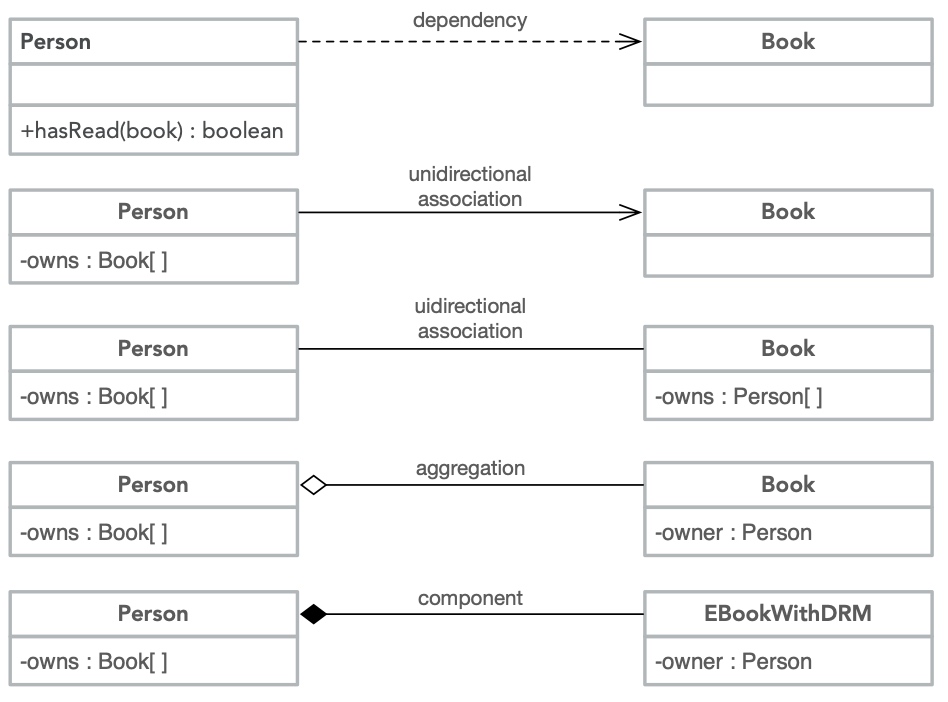 dependency
Person
Book
+hasRead(book) : boolean
unidirectional
association
Person
Book
-owns : Book[ ]
uidirectional
association
Person
Book
-owns : Book[ ]
-owns : Person[ ]
aggregation
Person
Book
-owns : Book[ ]
-owner : Person
component
Person
EBookWithDRM
-owns : Book[ ]
-owner : Person